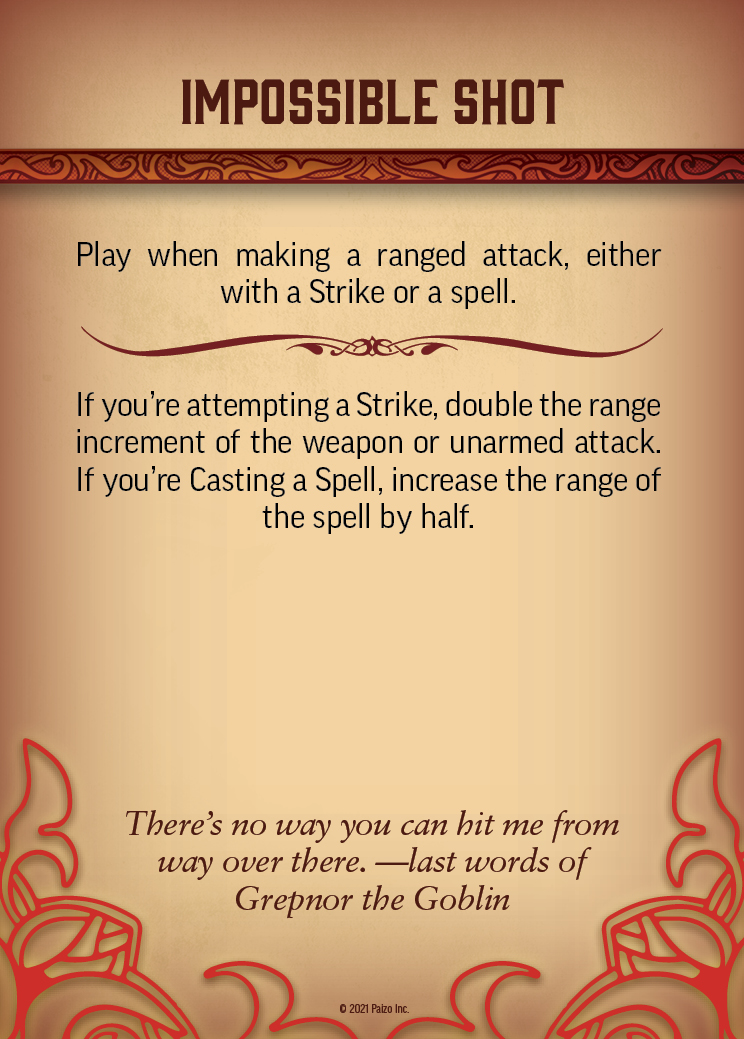 IMPOSSIBLE SHOT
Play when making a ranged attack, either
with a Strike or a spell.
If you’re attempting a Strike, double the range
increment of the weapon or unarmed attack.
If you’re Casting a Spell, increase the range of
the spell by half.
There’s no way you can hit me from
way over there. —last words of
Grepnor the Goblin
© 2021 Paizo Inc.